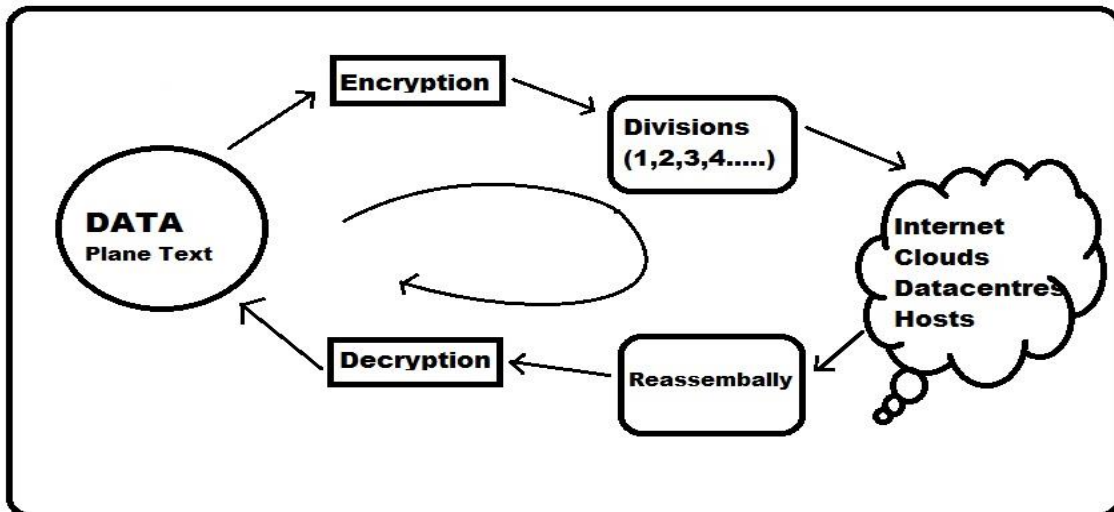 Encryption
Divisions
(1,2,3,4.....)
DATA
Plane Text
Internet
Clouds
Datacentres
Hosts
Decryption
Reassembally